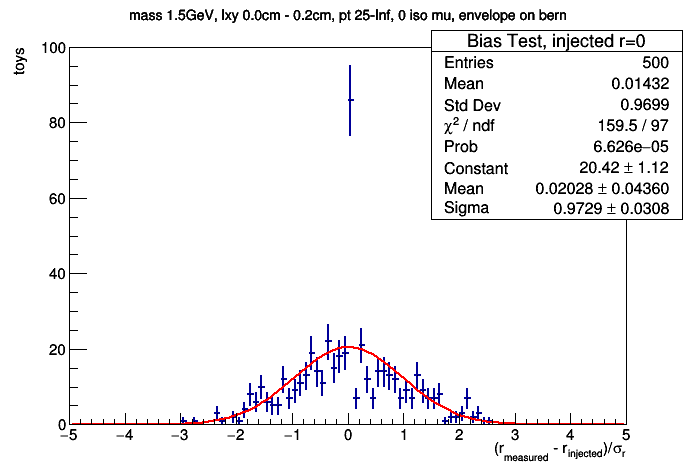 mass 1.5GeV, lxy 0.0cm - 0.2cm, pt 25-Inf, 0 iso mu, envelope on bern
toys
Bias Test, injected r=0
Entries 500
Mean 0.01432
Std Dev 0.9699
χ² / ndf 159.5 / 97
Prob 6.626e−05
Constant 20.42 ± 1.12
Mean 0.02028 ± 0.04360
Sigma 0.9729 ± 0.0308
100
80
60
40
20
0
−5 −4 −3 −2 −1 0 1 2 3 4 5
(r_measured - r_injected)/σ_r